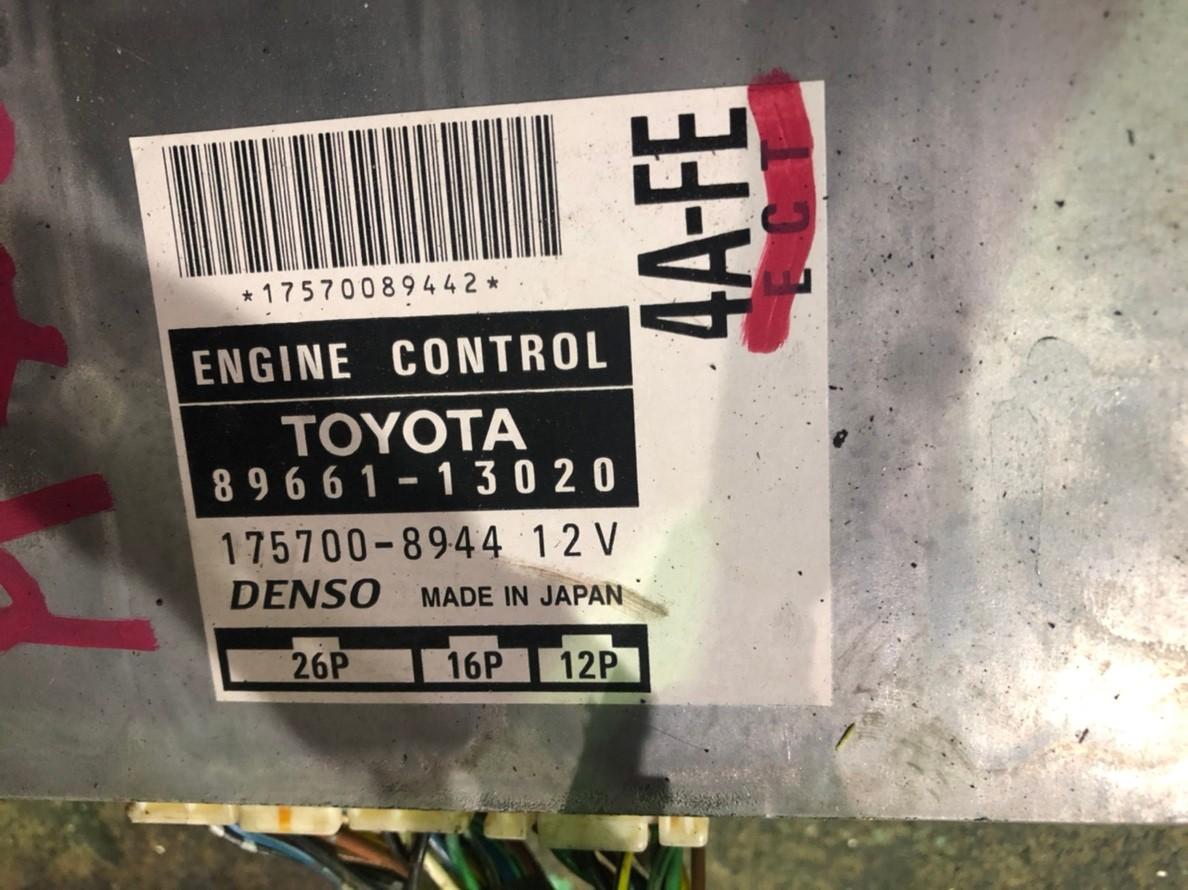 *17570089442*
ENGINE CONTROL
TOYOTA
89661-13020
175700-8944 12V
DENSO MADE IN JAPAN
26P 16P 12P
4A-FE
ECT